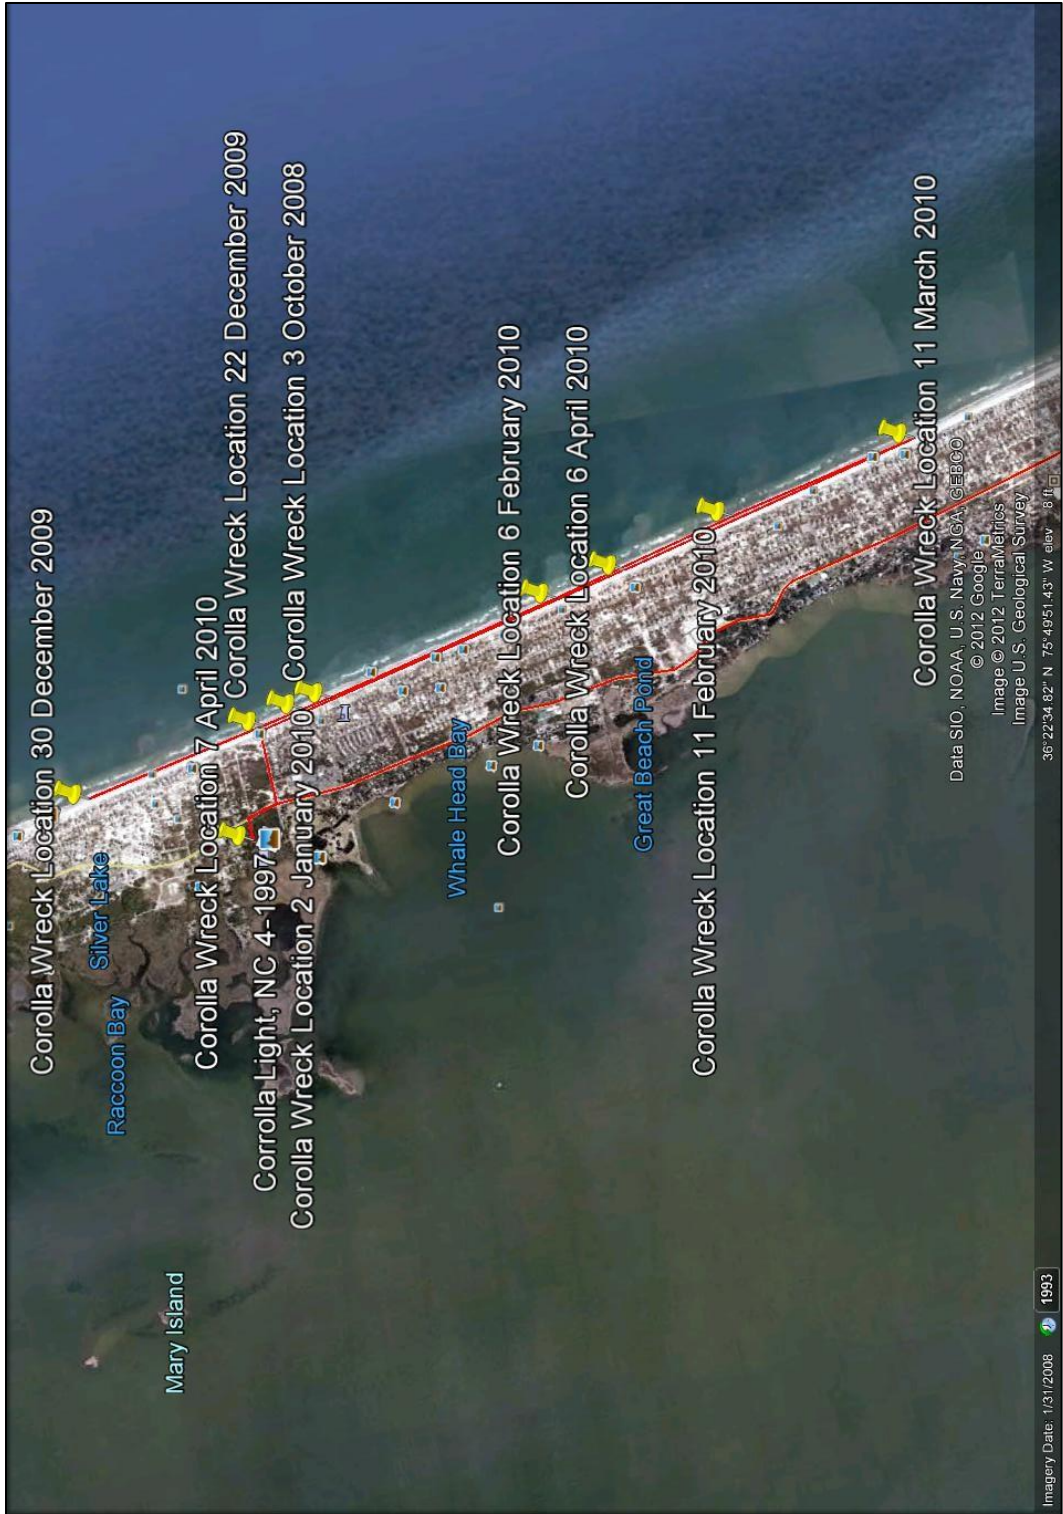 Corolla Wreck Location 30 December 2009
Silver Lake
Raccoon Bay
Mary Island
Corolla Wreck Location 7 April 2010
Corolla Wreck Location 22 December 2009
Corrolla Light, NC 4-1997
Corolla Wreck Location 3 October 2008
Corolla Wreck Location 2 January 2010
Whale Head Bay
Corolla Wreck Location 6 February 2010
Corolla Wreck Location 6 April 2010
Great Beach Pond
Corolla Wreck Location 11 February 2010
Corolla Wreck Location 11 March 2010
Data SIO, NOAA, U.S. Navy, NGA, GEBCO
© 2012 Google
Image © 2012 TerraMetrics
Image U.S. Geological Survey
Imagery Date: 1/31/2008 1993 36°22'34.82" N 75°49'51.43" W elev 8 ft